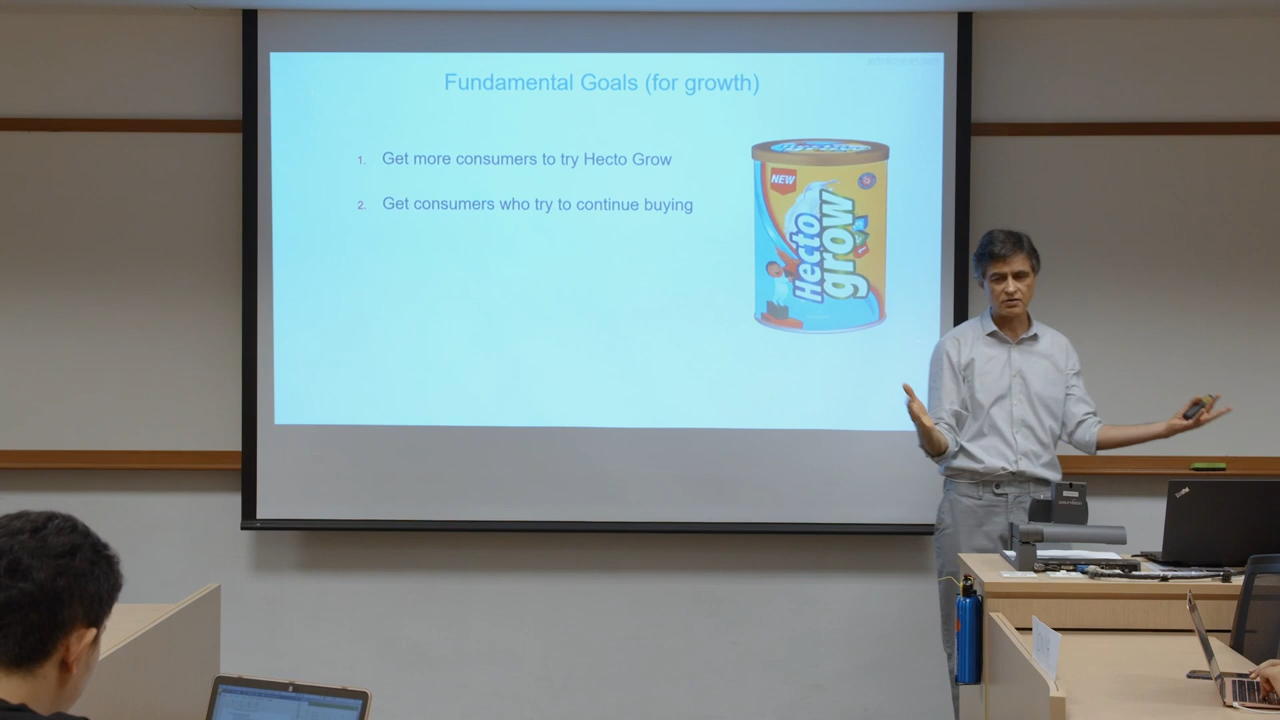 Fundamental Goals (for growth)
1. Get more consumers to try Hecto Grow
2. Get consumers who try to continue buying
NEW
Hecto
grow
ThinkPad